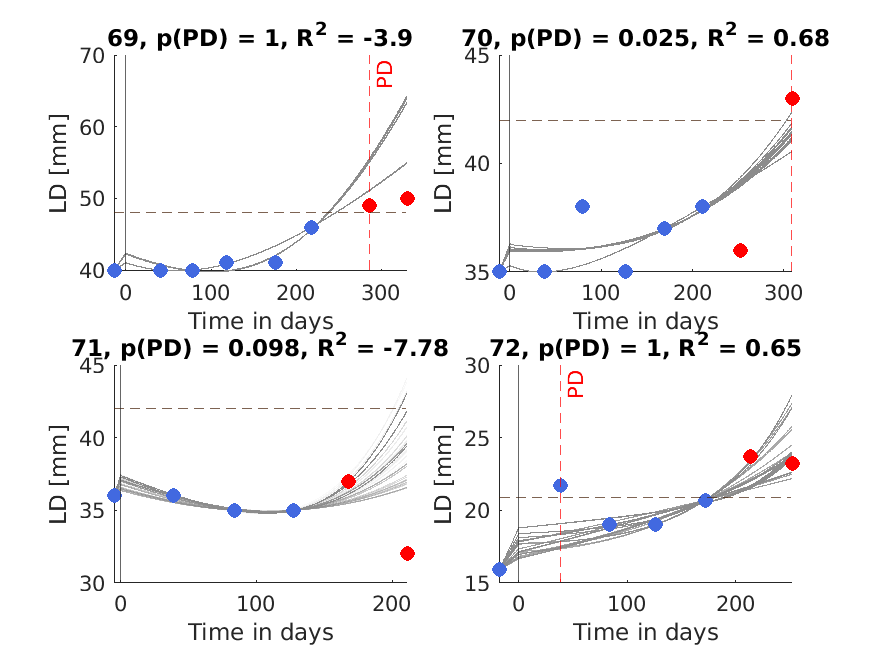 69, p(PD) = 1, R² = -3.9
70
60
50
40
LD [mm]
PD
0
100
200
300
Time in days
70, p(PD) = 0.025, R² = 0.68
45
40
35
LD [mm]
0
100
200
300
Time in days
71, p(PD) = 0.098, R² = -7.78
45
40
35
30
LD [mm]
0
100
200
Time in days
72, p(PD) = 1, R² = 0.65
30
25
20
15
LD [mm]
PD
0
100
200
Time in days